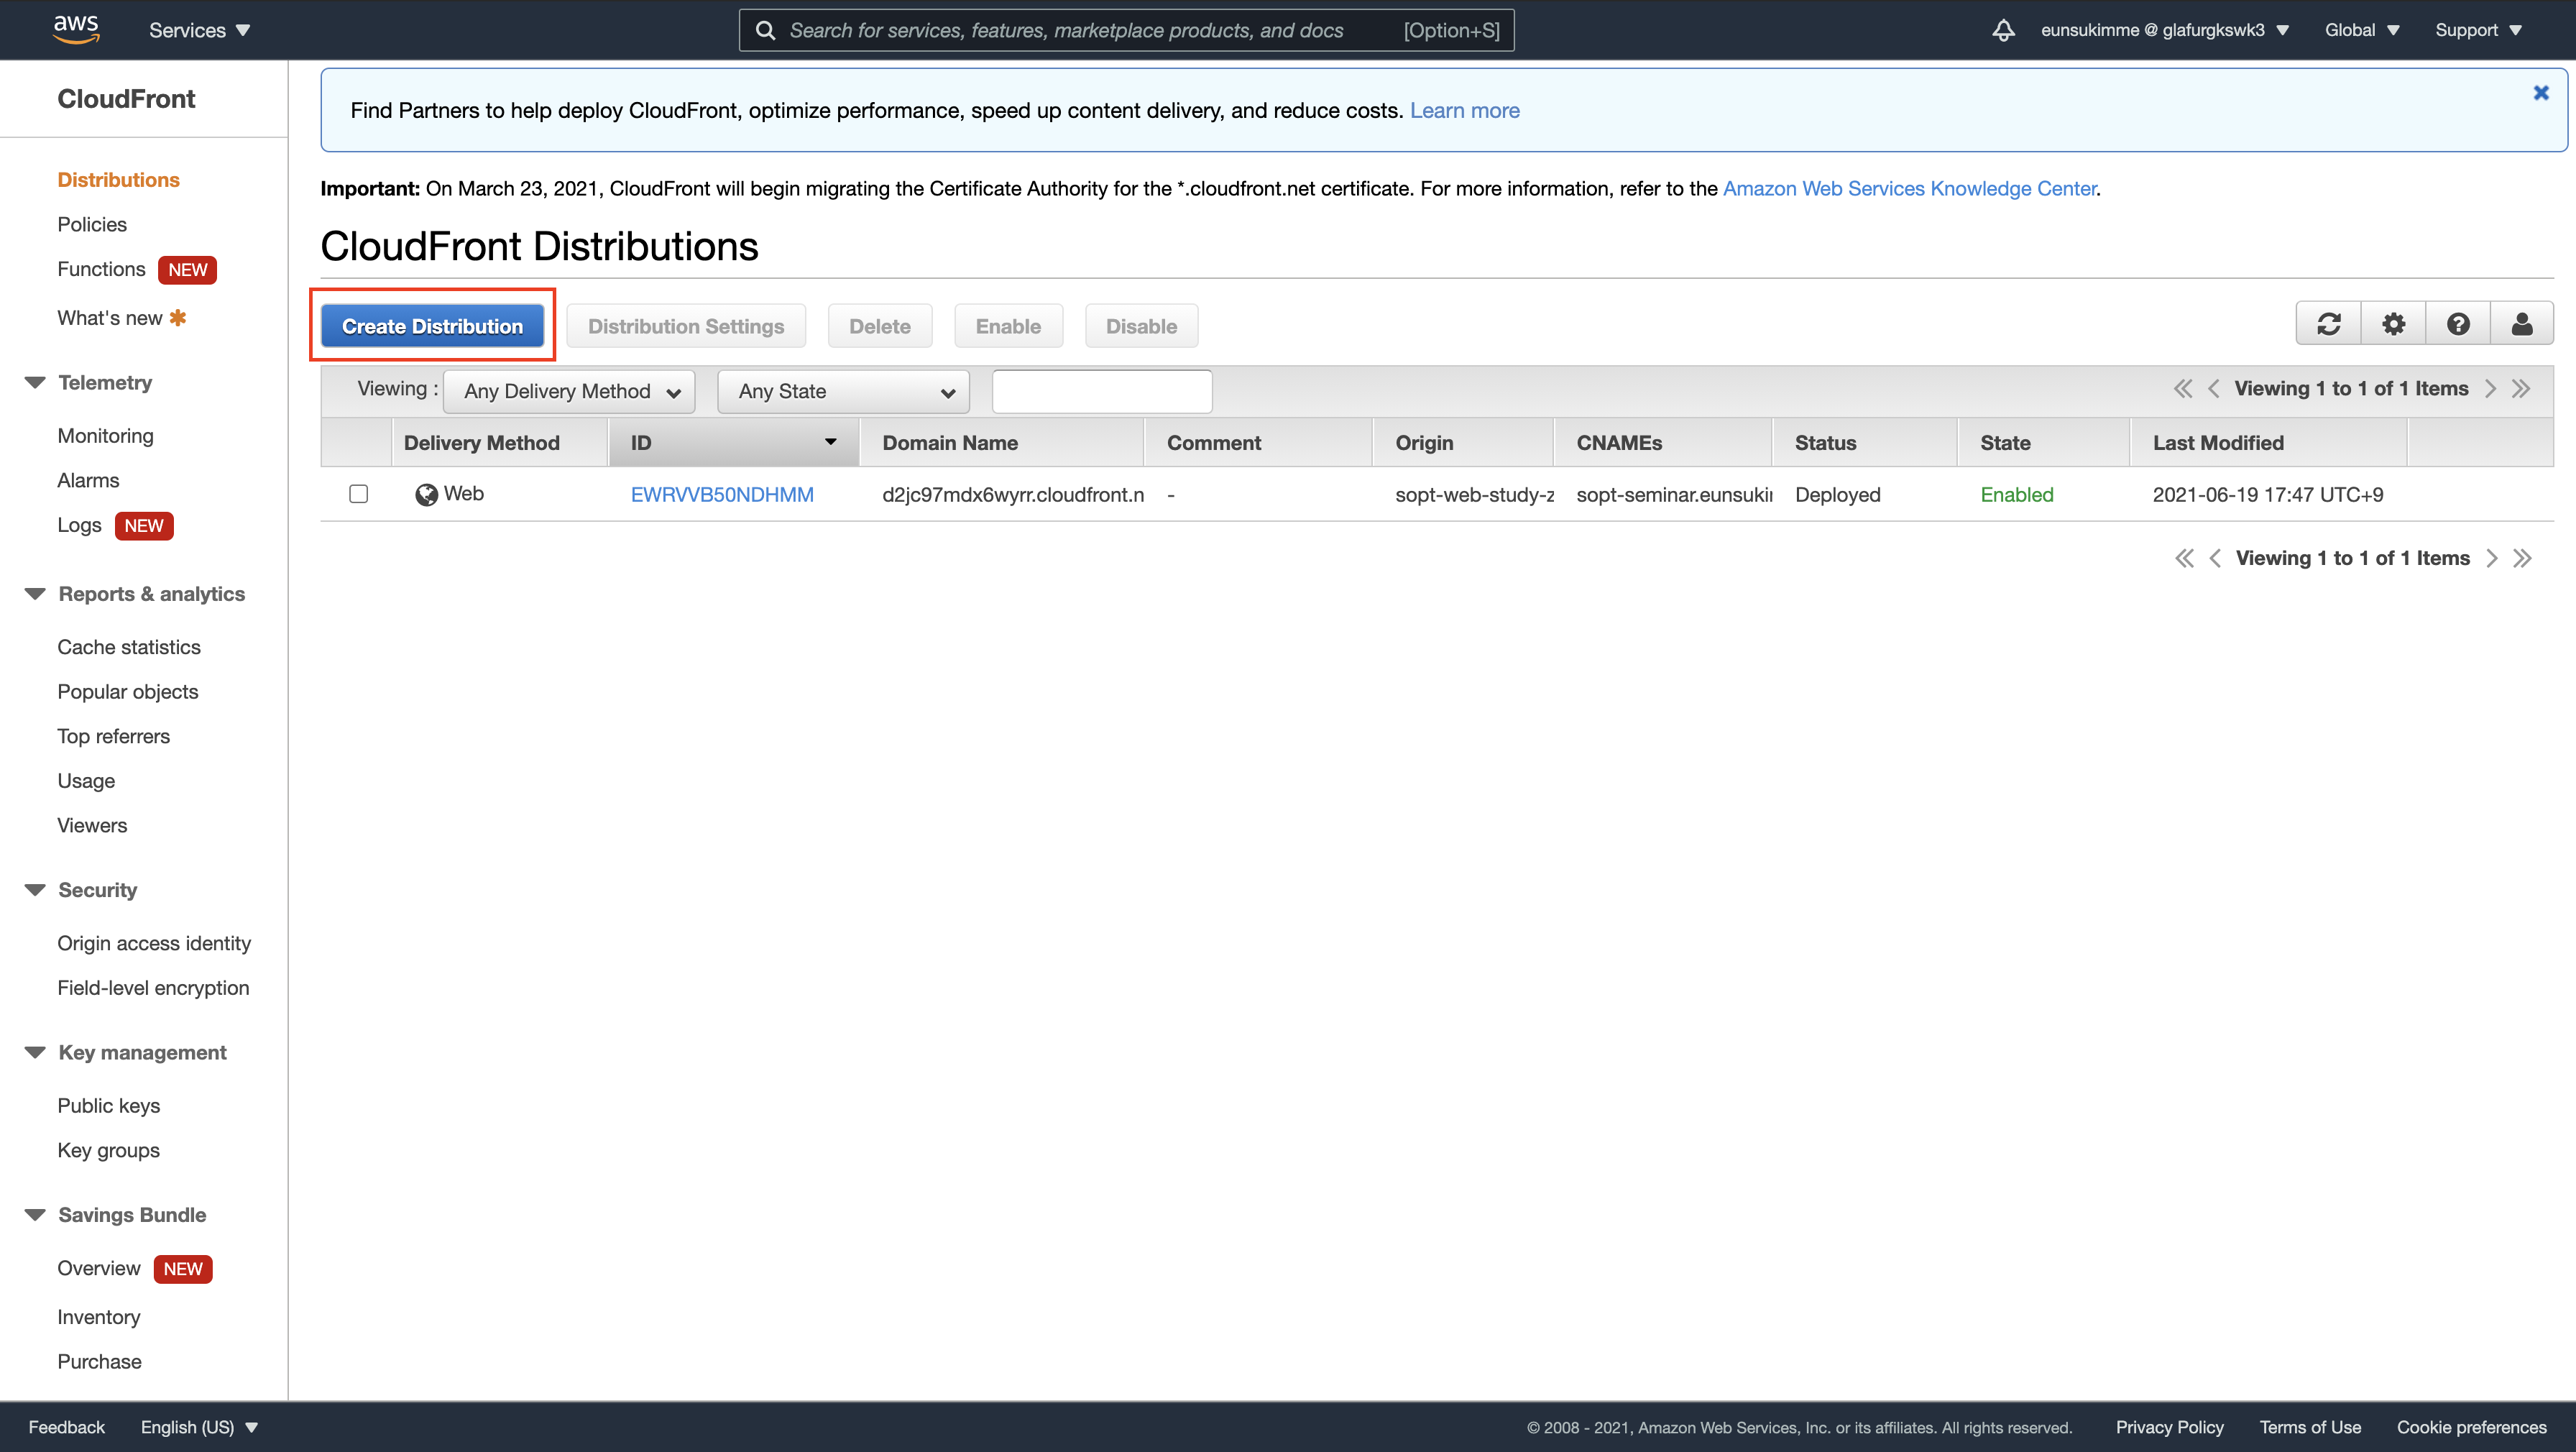 aws
Services
Search for services, features, marketplace products, and docs [Option+S]
eunsukimme @ glafurgkswk3
Global
Support
CloudFront
Distributions
Policies
Functions NEW
What's new
Telemetry
Monitoring
Alarms
Logs NEW
Reports & analytics
Cache statistics
Popular objects
Top referrers
Usage
Viewers
Security
Origin access identity
Field-level encryption
Key management
Public keys
Key groups
Savings Bundle
Overview NEW
Inventory
Purchase
Find Partners to help deploy CloudFront, optimize performance, speed up content delivery, and reduce costs. Learn more
Important: On March 23, 2021, CloudFront will begin migrating the Certificate Authority for the *.cloudfront.net certificate. For more information, refer to the Amazon Web Services Knowledge Center.
CloudFront Distributions
Create Distribution Distribution Settings Delete Enable Disable
Viewing : Any Delivery Method Any State Viewing 1 to 1 of 1 Items
Delivery Method ID Domain Name Comment Origin CNAMEs Status State Last Modified
Web EWRVVB50NDHMM d2jc97mdx6wyrr.cloudfront.n - sopt-web-study-z sopt-seminar.eunsukin Deployed Enabled 2021-06-19 17:47 UTC+9
Viewing 1 to 1 of 1 Items
Feedback English (US) © 2008 - 2021, Amazon Web Services, Inc. or its affiliates. All rights reserved. Privacy Policy Terms of Use Cookie preferences